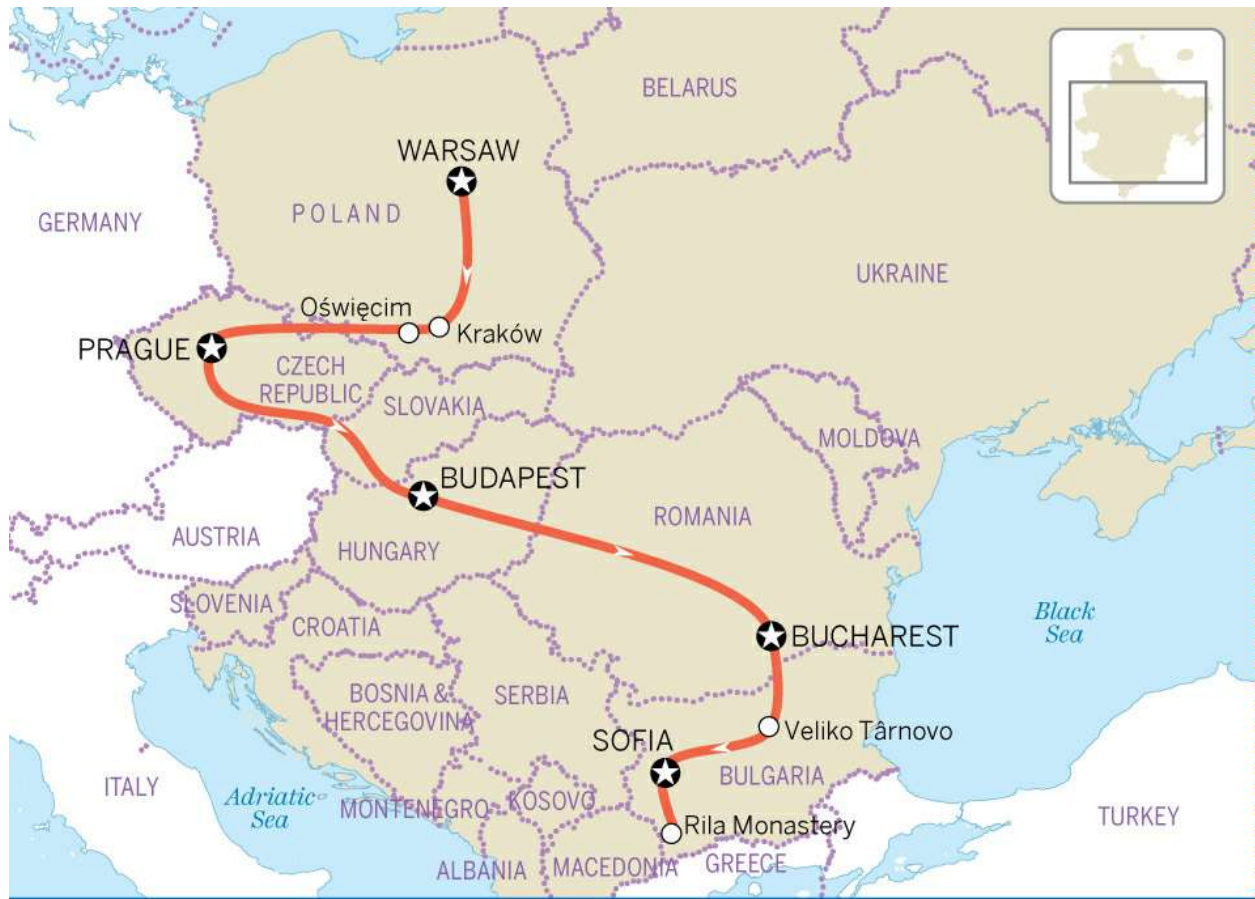 BELARUS
WARSAW
POLAND
GERMANY
UKRAINE
Oświęcim
Kraków
PRAGUE
CZECH
REPUBLIC
SLOVAKIA
MOLDOVA
BUDAPEST
ROMANIA
AUSTRIA
HUNGARY
SLOVENIA
Black
Sea
CROATIA
BUCHAREST
BOSNIA &
HERCEGOVINA
SERBIA
Veliko Târnovo
SOFIA
BULGARIA
ITALY
Adriatic
Sea
MONTENEGRO
KOSOVO
Rila Monastery
TURKEY
ALBANIA
MACEDONIA
GREECE